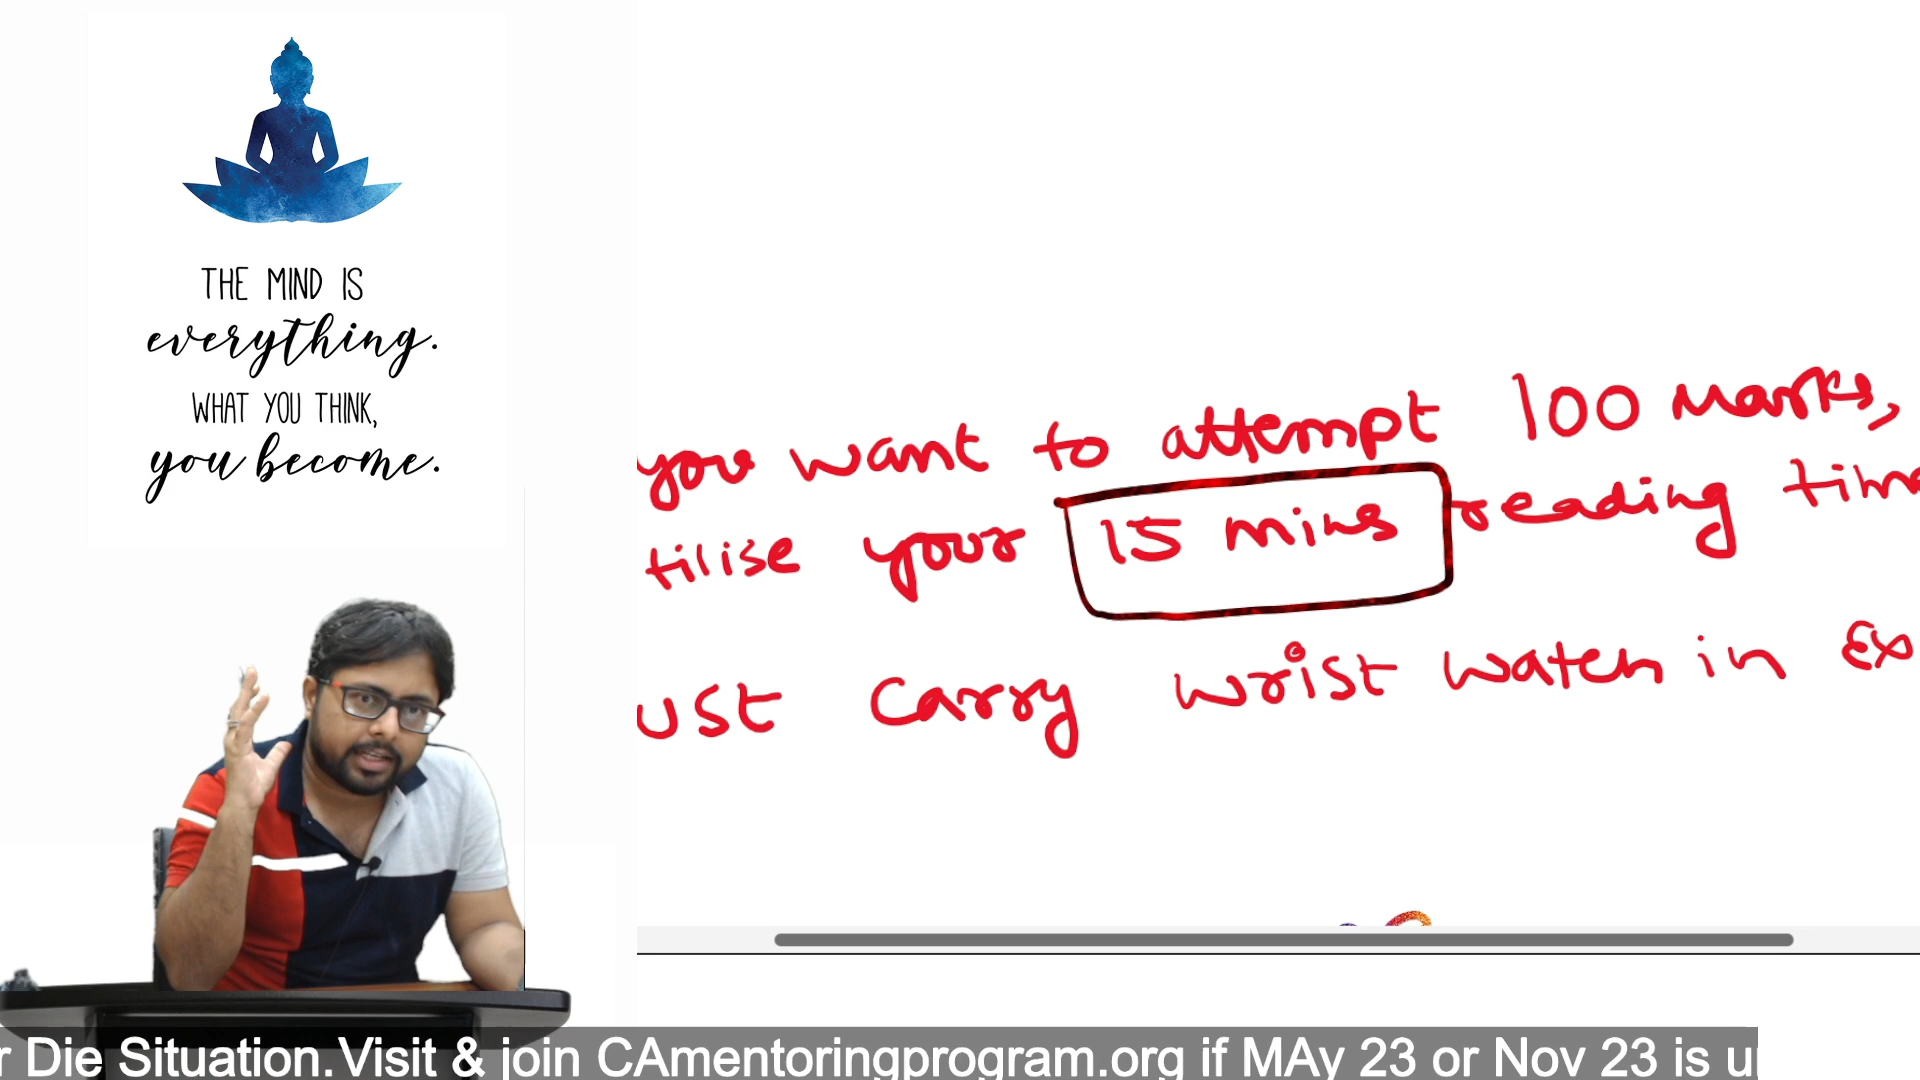 THE MIND IS
everything.
WHAT YOU THINK,
you become.
you want to attempt 100 marks,
tilise your 15 mins reading time
ust carry wrist watch in Ex
r Die Situation. Visit & join CAmentoringprogram.org if MAy 23 or Nov 23 is u